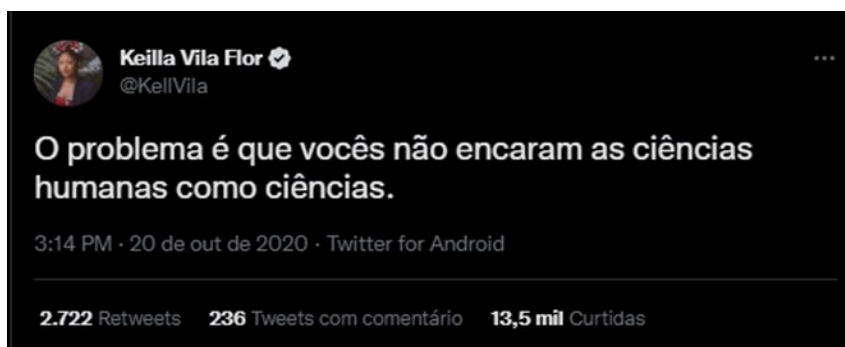 Keilla Vila Flor
@KellVila
O problema é que vocês não encaram as ciências
humanas como ciências.
3:14 PM · 20 de out de 2020 · Twitter for Android
2.722 Retweets 236 Tweets com comentário 13,5 mil Curtidas